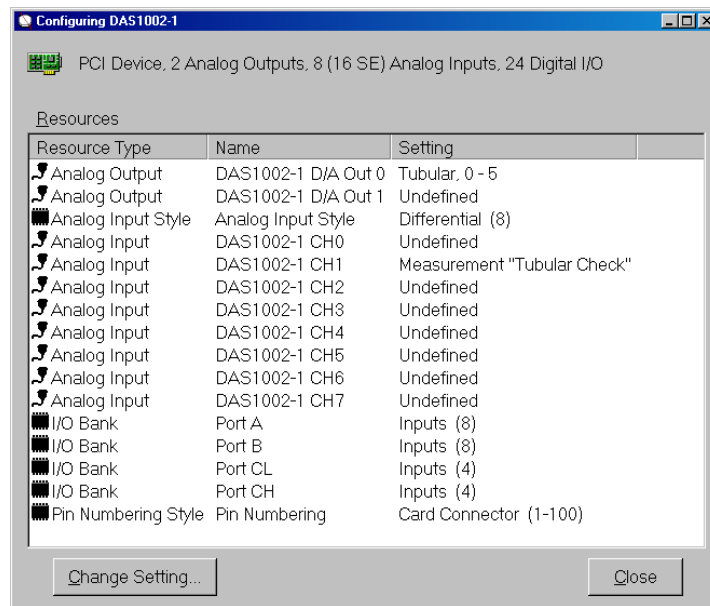 Configuring DAS1002-1
PCI Device, 2 Analog Outputs, 8 (16 SE) Analog Inputs, 24 Digital I/O
Resources
Resource Type Name Setting
Analog Output DAS1002-1 D/A Out 0 Tubular, 0 - 5
Analog Output DAS1002-1 D/A Out 1 Undefined
Analog Input Style Analog Input Style Differential (8)
Analog Input DAS1002-1 CH0 Undefined
Analog Input DAS1002-1 CH1 Measurement "Tubular Check"
Analog Input DAS1002-1 CH2 Undefined
Analog Input DAS1002-1 CH3 Undefined
Analog Input DAS1002-1 CH4 Undefined
Analog Input DAS1002-1 CH5 Undefined
Analog Input DAS1002-1 CH6 Undefined
Analog Input DAS1002-1 CH7 Undefined
I/O Bank Port A Inputs (8)
I/O Bank Port B Inputs (8)
I/O Bank Port CL Inputs (4)
I/O Bank Port CH Inputs (4)
Pin Numbering Style Pin Numbering Card Connector (1-100)
Change Setting... Close